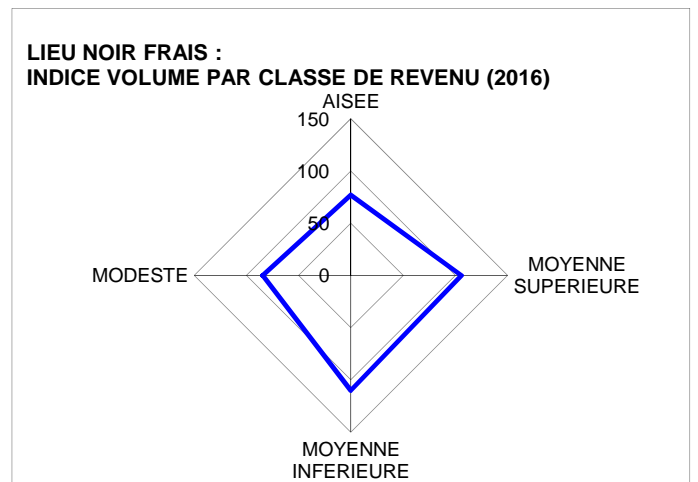 LIEU NOIR FRAIS :
INDICE VOLUME PAR CLASSE DE REVENU (2016)
AISEE
150
100
50
0
MODESTE
MOYENNE
SUPERIEURE
MOYENNE
INFERIEURE